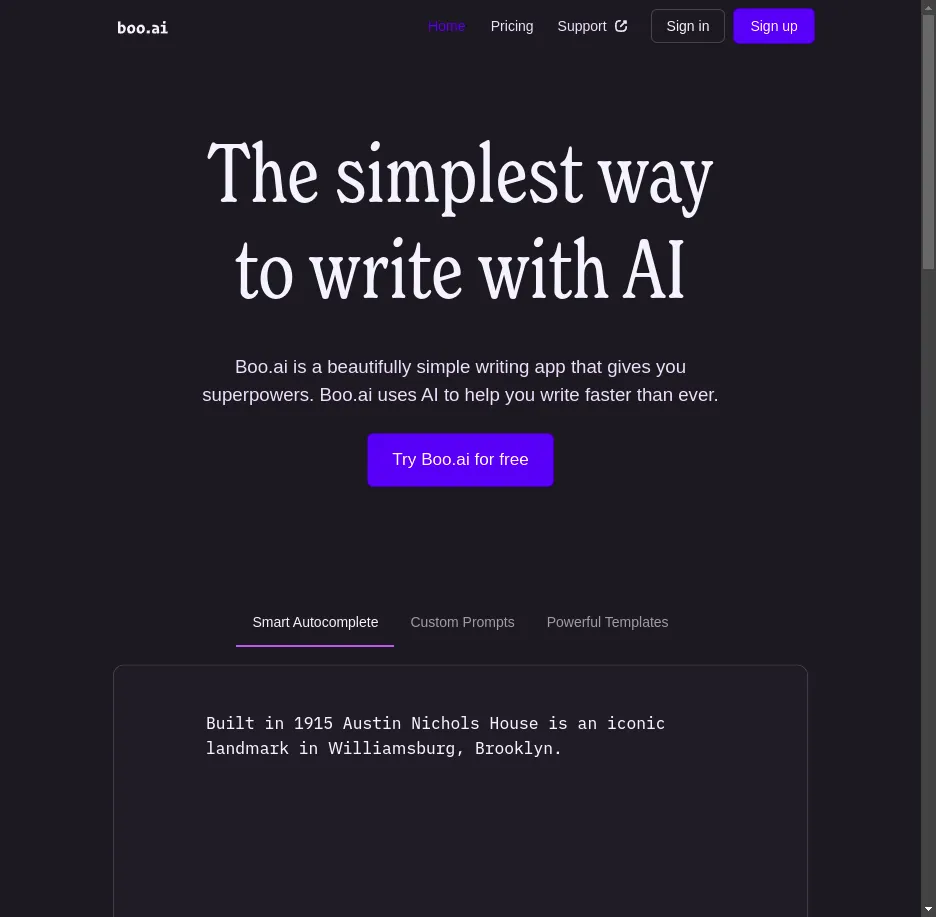 boo.ai
Home Pricing Support Sign in Sign up
The simplest way
to write with AI
Boo.ai is a beautifully simple writing app that gives you
superpowers. Boo.ai uses AI to help you write faster than ever.
Try Boo.ai for free
Smart Autocomplete Custom Prompts Powerful Templates
Built in 1915 Austin Nichols House is an iconic
landmark in Williamsburg, Brooklyn.